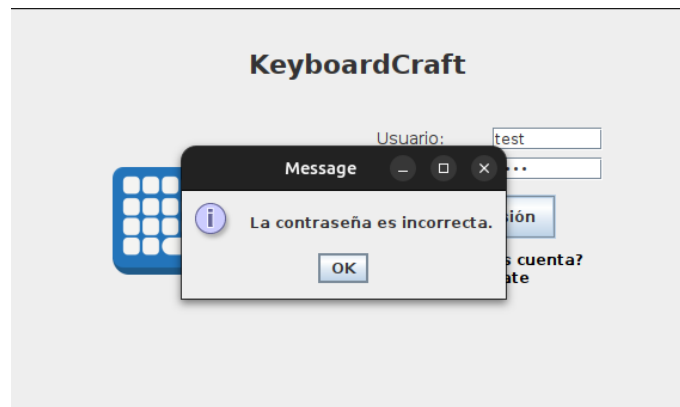 KeyboardCraft
Usuario:
test
Message
La contraseña es incorrecta.
sión
OK
s cuenta?
ate